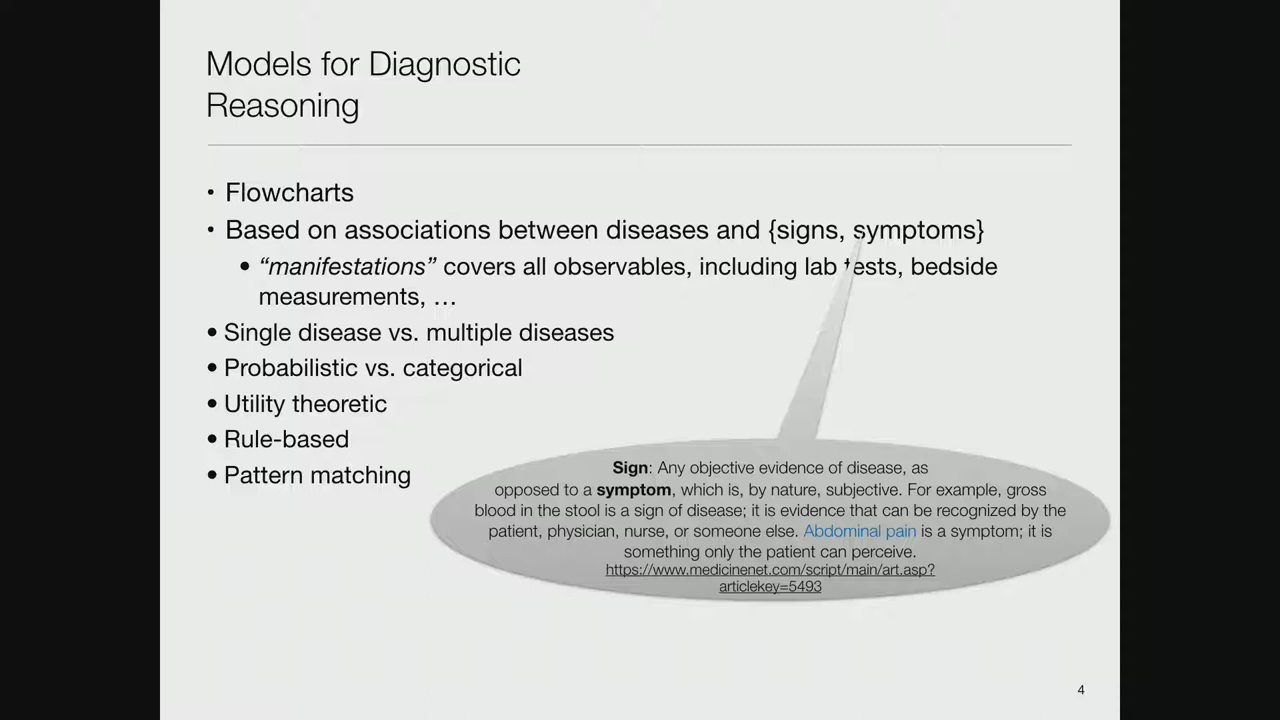 Models for Diagnostic
Reasoning
• Flowcharts
• Based on associations between diseases and {signs, symptoms}
• “manifestations” covers all observables, including lab tests, bedside
measurements, …
• Single disease vs. multiple diseases
• Probabilistic vs. categorical
• Utility theoretic
• Rule-based
• Pattern matching
Sign: Any objective evidence of disease, as
opposed to a symptom, which is, by nature, subjective. For example, gross
blood in the stool is a sign of disease; it is evidence that can be recognized by the
patient, physician, nurse, or someone else. Abdominal pain is a symptom; it is
something only the patient can perceive.
https://www.medicinenet.com/script/main/art.asp?
articlekey=5493
4